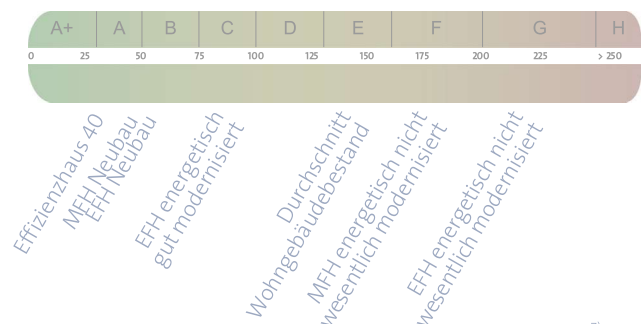 A+ A B C D E F G H
0 25 50 75 100 125 150 175 200 225 > 250
Effizienzhaus 40
MFH Neubau
EFH Neubau
EFH energetisch
gut modernisiert
Durchschnitt
Wohngebäudebestand
MFH energetisch nicht
wesentlich modernisiert
EFH energetisch nicht
wesentlich modernisiert